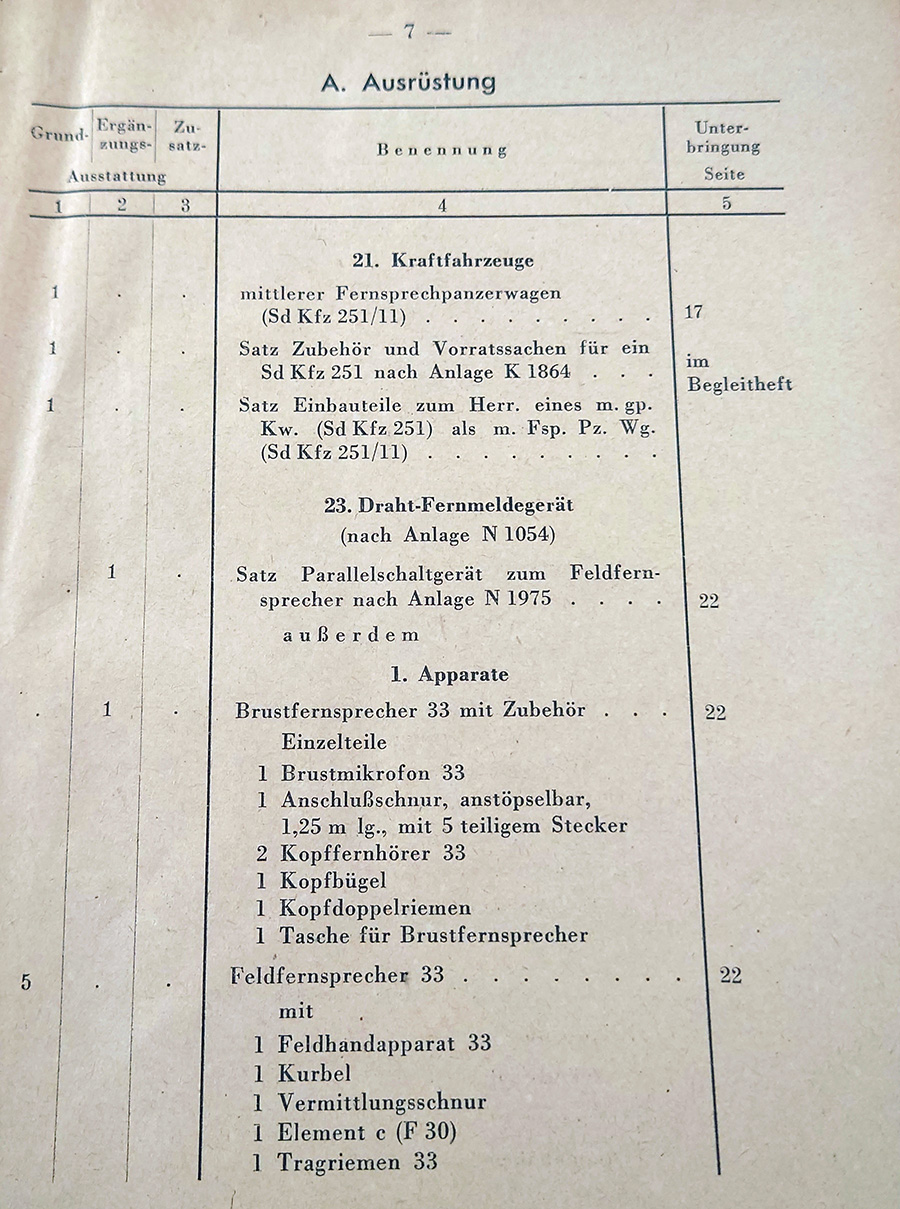 — 7 —
A. Ausrüstung
Grund- Ergän- Zu- Benennung Unter-
zungs- satz- bringung
Ausstattung Seite
1 2 3 4 5
21. Kraftfahrzeuge
1 . . mittlerer Fernsprechpanzerwagen
(Sd Kfz 251/11) . . . . . . . . . 17
1 . . Satz Zubehör und Vorratssachen für ein im
Sd Kfz 251 nach Anlage K 1864 . . . Begleitheft
1 . . Satz Einbauteile zum Herr. eines m. gp.
Kw. (Sd Kfz 251) als m. Fsp. Pz. Wg.
(Sd Kfz 251/11) . . . . . . . . .
23. Draht-Fernmeldegerät
(nach Anlage N 1054)
. 1 . Satz Parallelschaltgerät zum Feldfern-
sprecher nach Anlage N 1975 . . . . 22
außerdem
1. Apparate
. 1 . Brustfernsprecher 33 mit Zubehör . . . 22
Einzelteile
1 Brustmikrofon 33
1 Anschlußschnur, anstöpselbar,
1,25 m lg., mit 5 teiligem Stecker
2 Kopffernhörer 33
1 Kopfbügel
1 Kopfdoppelriemen
1 Tasche für Brustfernsprecher
5 . . Feldfernsprecher 33 . . . . . . . . 22
mit
1 Feldhandapparat 33
1 Kurbel
1 Vermittlungsschnur
1 Element c (F 30)
1 Tragriemen 33